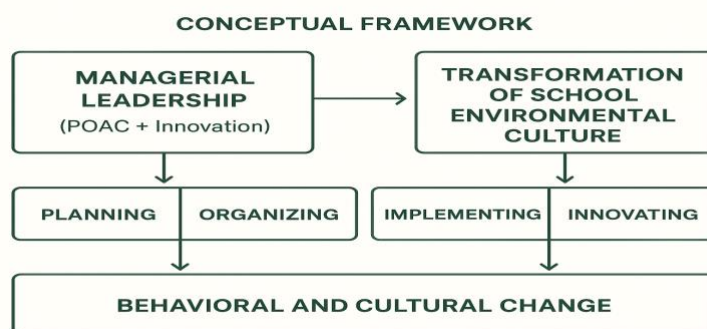 CONCEPTUAL FRAMEWORK
MANAGERIAL
LEADERSHIP
(POAC + Innovation)
TRANSFORMATION
OF SCHOOL
ENVIRONMENTAL
CULTURE
PLANNING
ORGANIZING
IMPLEMENTING
INNOVATING
BEHAVIORAL AND CULTURAL CHANGE